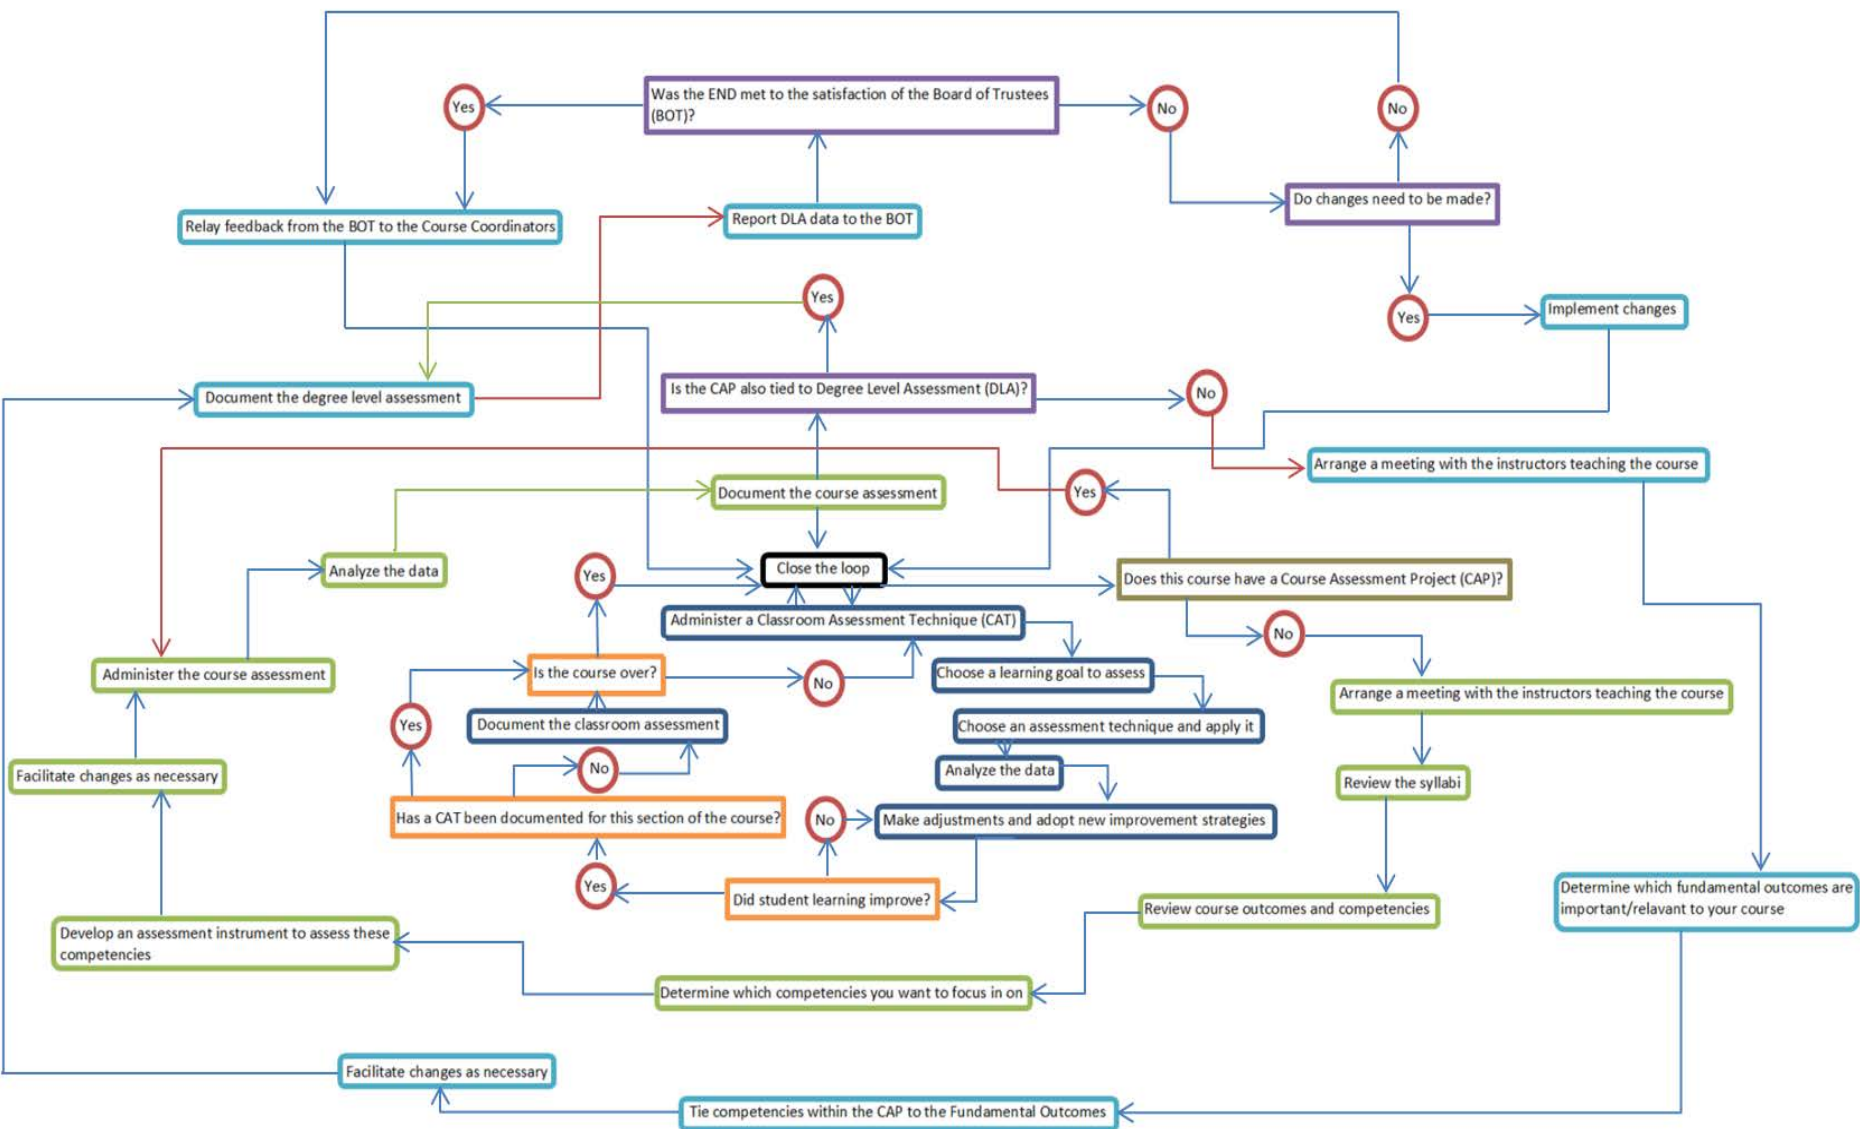 Was the END met to the satisfaction of the Board of Trustees
(BOT)?
Yes
No
No
Do changes need to be made?
Relay feedback from the BOT to the Course Coordinators
Report DLA data to the BOT
Yes
Yes
Implement changes
Document the degree level assessment
Is the CAP also tied to Degree Level Assessment (DLA)?
No
Arrange a meeting with the instructors teaching the course
Document the course assessment
Yes
Analyze the data
Yes
Close the loop
Does this course have a Course Assessment Project (CAP)?
Administer a Classroom Assessment Technique (CAT)
No
Administer the course assessment
Is the course over?
No
Choose a learning goal to assess
Arrange a meeting with the instructors teaching the course
Yes
Document the classroom assessment
Choose an assessment technique and apply it
Facilitate changes as necessary
No
Analyze the data
Review the syllabi
Has a CAT been documented for this section of the course?
No
Make adjustments and adopt new improvement strategies
Yes
Did student learning improve?
Review course outcomes and competencies
Determine which fundamental outcomes are
important/relavant to your course
Develop an assessment instrument to assess these
competencies
Determine which competencies you want to focus in on
Facilitate changes as necessary
Tie competencies within the CAP to the Fundamental Outcomes